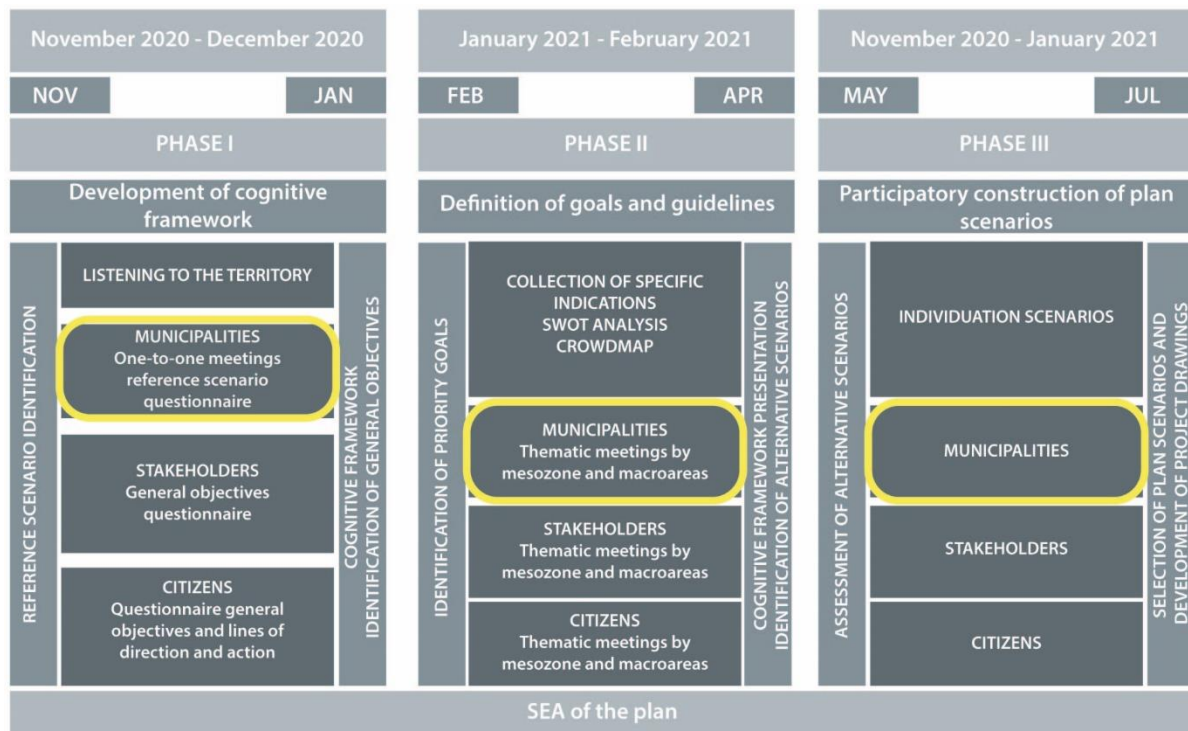 November 2020 - December 2020
NOV
JAN
PHASE I
Development of cognitive
framework
REFERENCE SCENARIO IDENTIFICATION
LISTENING TO THE TERRITORY
MUNICIPALITIES
One-to-one meetings
reference scenario
questionnaire
STAKEHOLDERS
General objectives
questionnaire
CITIZENS
Questionnaire general
objectives and lines of
direction and action
COGNITIVE FRAMEWORK
IDENTIFICATION OF GENERAL OBJECTIVES
January 2021 - February 2021
FEB
APR
PHASE II
Definition of goals and guidelines
IDENTIFICATION OF PRIORITY GOALS
COLLECTION OF SPECIFIC
INDICATIONS
SWOT ANALYSIS
CROWDMAP
MUNICIPALITIES
Thematic meetings by
mesozone and macroareas
STAKEHOLDERS
Thematic meetings by
mesozone and macroareas
CITIZENS
Thematic meetings by
mesozone and macroareas
COGNITIVE FRAMEWORK PRESENTATION
IDENTIFICATION OF ALTERNATIVE SCENARIOS
November 2020 - January 2021
MAY
JUL
PHASE III
Participatory construction of plan
scenarios
ASSESSMENT OF ALTERNATIVE SCENARIOS
INDIVIDUATION SCENARIOS
MUNICIPALITIES
STAKEHOLDERS
CITIZENS
SELECTION OF PLAN SCENARIOS AND
DEVELOPMENT OF PROJECT DRAWINGS
SEA of the plan